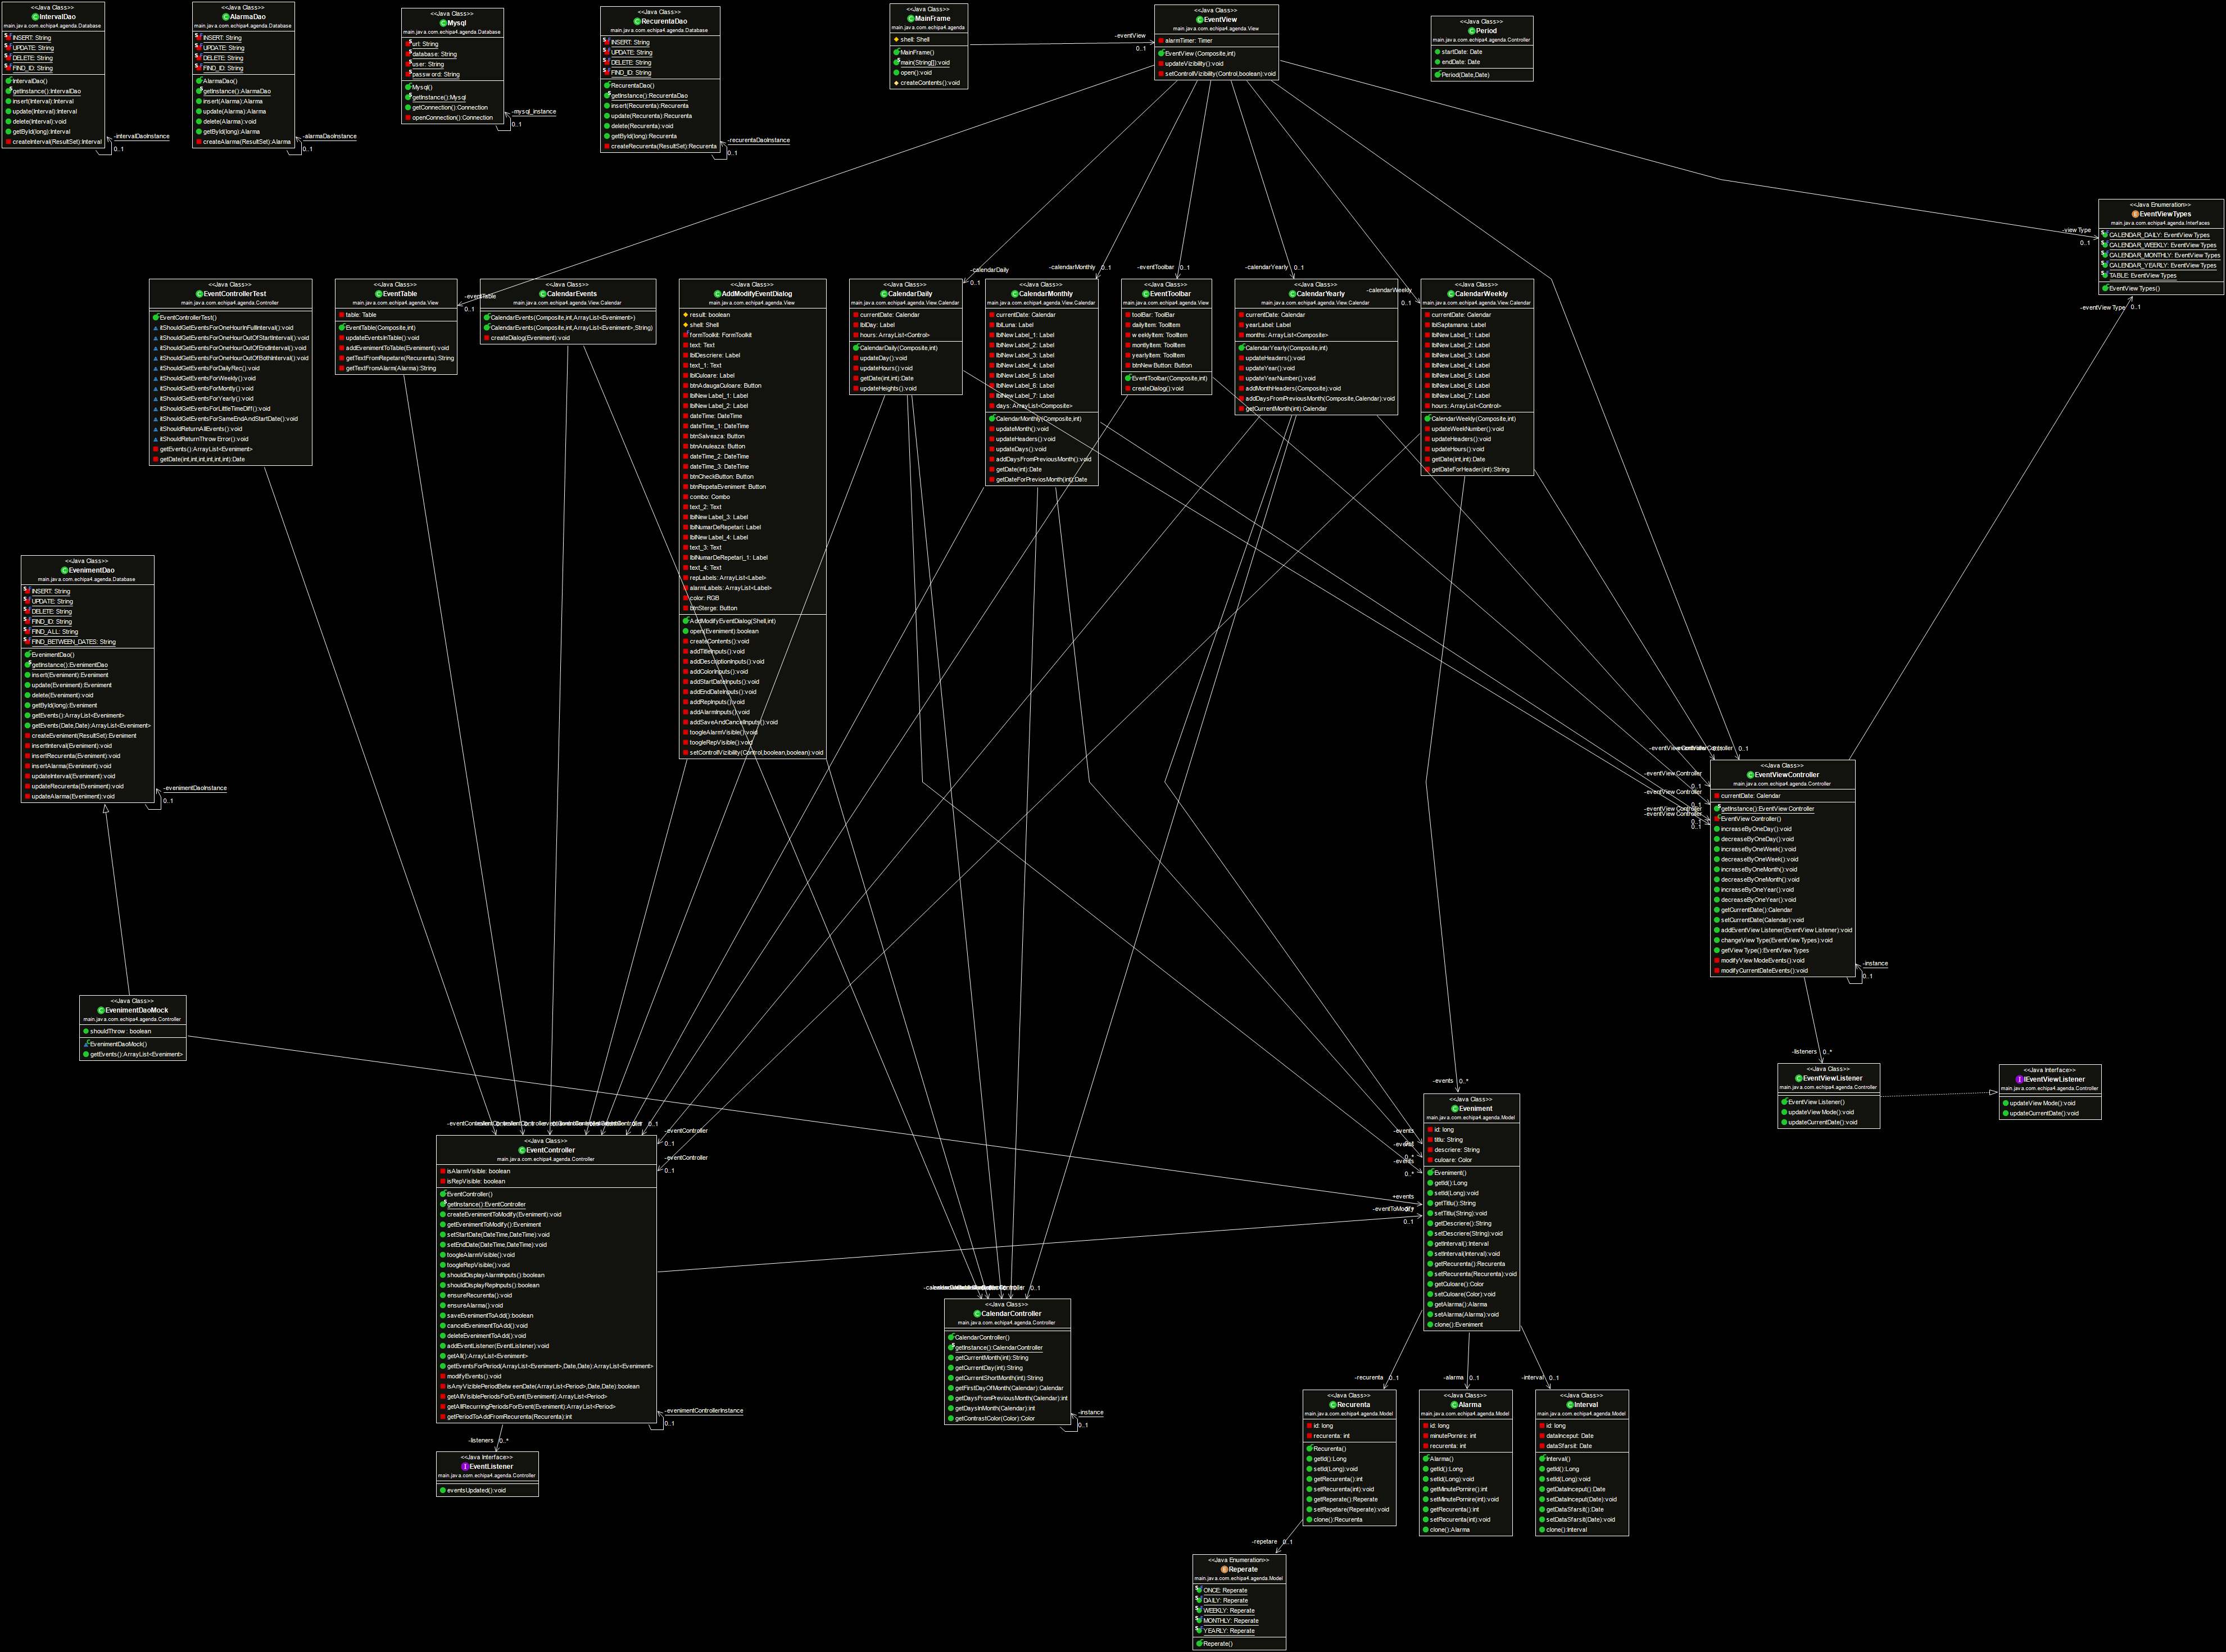 <<Java Class>>
IntervalDao
main.java.com.echipa4.agenda.Database
INSERT: String
UPDATE: String
DELETE: String
FIND_ID: String
IntervalDao()
getInstance():IntervalDao
insert(Interval):Interval
update(Interval):Interval
delete(Interval):void
getById(long):Interval
createInterval(ResultSet):Interval
-intervalDaoInstance
0..1
<<Java Class>>
AlarmaDao
main.java.com.echipa4.agenda.Database
INSERT: String
UPDATE: String
DELETE: String
FIND_ID: String
AlarmaDao()
getInstance():AlarmaDao
insert(Alarma):Alarma
update(Alarma):Alarma
delete(Alarma):void
getById(long):Alarma
createAlarma(ResultSet):Alarma
-alarmaDaoInstance
0..1
<<Java Class>>
Mysql
main.java.com.echipa4.agenda.Database
url: String
database: String
user: String
password: String
Mysql()
getInstance():Mysql
getConnection():Connection
openConnection():Connection
-mysql_instance
0..1
<<Java Class>>
RecurentaDao
main.java.com.echipa4.agenda.Database
INSERT: String
UPDATE: String
DELETE: String
FIND_ID: String
RecurentaDao()
getInstance():RecurentaDao
insert(Recurenta):Recurenta
update(Recurenta):Recurenta
delete(Recurenta):void
getById(long):Recurenta
createRecurenta(ResultSet):Recurenta
-recurentaDaoInstance
0..1
<<Java Class>>
MainFrame
main.java.com.echipa4.agenda
shell: Shell
MainFrame()
main(String[]):void
open():void
createContents():void
-eventView
0..1
<<Java Class>>
EventView
main.java.com.echipa4.agenda.View
alarmTimer: Timer
EventView(Composite,int)
updateVizibility():void
setControlVizibility(Control,boolean):void
<<Java Class>>
Period
main.java.com.echipa4.agenda.Controller
startDate: Date
endDate: Date
Period(Date,Date)
<<Java Enumeration>>
EventViewTypes
main.java.com.echipa4.agenda.Interfaces
CALENDAR_DAILY: EventViewTypes
CALENDAR_WEEKLY: EventViewTypes
CALENDAR_MONTHLY: EventViewTypes
CALENDAR_YEARLY: EventViewTypes
TABLE: EventViewTypes
EventViewTypes()
-viewType
0..1
-eventViewType
0..1
<<Java Class>>
EventControllerTest
main.java.com.echipa4.agenda.Controller
EventControllerTest()
itShouldGetEventsForOneHourInFullInterval():void
itShouldGetEventsForOneHourOutOfStartInterval():void
itShouldGetEventsForOneHourOutOfEndInterval():void
itShouldGetEventsForOneHourOutOfBothInterval():void
itShouldGetEventsForDailyRec():void
itShouldGetEventsForWeekly():void
itShouldGetEventsForMontly():void
itShouldGetEventsForYearly():void
itShouldGetEventsForLittleTimeDiff():void
itShouldGetEventsForSameEndAndStartDate():void
itShouldReturnAllEvents():void
itShouldReturnThrowError():void
getEvents():ArrayList<Eveniment>
getDate(int,int,int,int,int,int):Date
<<Java Class>>
EventTable
main.java.com.echipa4.agenda.View
table: Table
EventTable(Composite,int)
updateEventsInTable():void
addEvenimentToTable(Eveniment):void
getTextFromRepetare(Recurenta):String
getTextFromAlarm(Alarma):String
-eventTable
0..1
<<Java Class>>
CalendarEvents
main.java.com.echipa4.agenda.View.Calendar
CalendarEvents(Composite,int,ArrayList<Eveniment>)
CalendarEvents(Composite,int,ArrayList<Eveniment>,String)
createDialog(Eveniment):void
<<Java Class>>
AddModifyEventDialog
main.java.com.echipa4.agenda.View
result: boolean
shell: Shell
formToolkit: FormToolkit
text: Text
lblDescriere: Label
text_1: Text
lblCuloare: Label
btnAdaugaCuloare: Button
lblNewLabel_1: Label
lblNewLabel_2: Label
dateTime: DateTime
dateTime_1: DateTime
btnSalveaza: Button
btnAnuleaza: Button
dateTime_2: DateTime
dateTime_3: DateTime
btnCheckButton: Button
btnRepetaEveniment: Button
combo: Combo
text_2: Text
lblNewLabel_3: Label
lblNumarDeRepetari: Label
lblNewLabel_4: Label
text_3: Text
lblNumarDeRepetari_1: Label
text_4: Text
repLabels: ArrayList<Label>
alarmLabels: ArrayList<Label>
color: RGB
btnSterge: Button
AddModifyEventDialog(Shell,int)
open(Eveniment):boolean
createContents():void
addTitleInputs():void
addDescriptionInputs():void
addColorInputs():void
addStartDateInputs():void
addEndDateInputs():void
addRepInputs():void
addAlarmInputs():void
addSaveAndCancelInputs():void
toogleAlarmVisible():void
toogleRepVisible():void
setControllVizibility(Control,boolean,boolean):void
-calendarDaily
0..1
<<Java Class>>
CalendarDaily
main.java.com.echipa4.agenda.View.Calendar
currentDate: Calendar
lblDay: Label
hours: ArrayList<Control>
CalendarDaily(Composite,int)
updateDay():void
updateHours():void
getDate(int,int):Date
updateHeights():void
-calendarMonthly
0..1
<<Java Class>>
CalendarMonthly
main.java.com.echipa4.agenda.View.Calendar
currentDate: Calendar
lblLuna: Label
lblNewLabel_1: Label
lblNewLabel_2: Label
lblNewLabel_3: Label
lblNewLabel_4: Label
lblNewLabel_5: Label
lblNewLabel_6: Label
lblNewLabel_7: Label
days: ArrayList<Composite>
CalendarMonthly(Composite,int)
updateMonth():void
updateHeaders():void
updateDays():void
addDaysFromPreviousMonth():void
getDate(int):Date
getDateForPreviosMonth(int):Date
-eventToolbar
0..1
<<Java Class>>
EventToolbar
main.java.com.echipa4.agenda.View
toolBar: ToolBar
dailyItem: ToolItem
weeklyItem: ToolItem
montlyItem: ToolItem
yearlyItem: ToolItem
btnNewButton: Button
EventToolbar(Composite,int)
createDialog():void
-calendarYearly
0..1
<<Java Class>>
CalendarYearly
main.java.com.echipa4.agenda.View.Calendar
currentDate: Calendar
yearLabel: Label
months: ArrayList<Composite>
CalendarYearly(Composite,int)
updateHeaders():void
updateYear():void
updateYearNumber():void
addMonthHeaders(Composite):void
addDaysFromPreviousMonth(Composite,Calendar):void
getCurrentMonth(int):Calendar
-calendarWeekly
0..1
<<Java Class>>
CalendarWeekly
main.java.com.echipa4.agenda.View.Calendar
currentDate: Calendar
lblSaptamana: Label
lblNewLabel_1: Label
lblNewLabel_2: Label
lblNewLabel_3: Label
lblNewLabel_4: Label
lblNewLabel_5: Label
lblNewLabel_6: Label
lblNewLabel_7: Label
hours: ArrayList<Control>
CalendarWeekly(Composite,int)
updateWeekNumber():void
updateHeaders():void
updateHours():void
getDate(int,int):Date
getDateForHeader(int):String
<<Java Class>>
EvenimentDao
main.java.com.echipa4.agenda.Database
INSERT: String
UPDATE: String
DELETE: String
FIND_ID: String
FIND_ALL: String
FIND_BETWEEN_DATES: String
EvenimentDao()
getInstance():EvenimentDao
insert(Eveniment):Eveniment
update(Eveniment):Eveniment
delete(Eveniment):void
getById(long):Eveniment
getEvents():ArrayList<Eveniment>
getEvents(Date,Date):ArrayList<Eveniment>
createEveniment(ResultSet):Eveniment
insertInterval(Eveniment):void
insertRecurenta(Eveniment):void
insertAlarma(Eveniment):void
updateInterval(Eveniment):void
updateRecurenta(Eveniment):void
updateAlarma(Eveniment):void
-evenimentDaoInstance
0..1
0..1
-eventViewController
0..1
-eventViewController
0..1
-eventViewController
<<Java Class>>
EventViewController
main.java.com.echipa4.agenda.Controller
currentDate: Calendar
getInstance():EventViewController
EventViewController()
increaseByOneDay():void
decreaseByOneDay():void
increaseByOneWeek():void
decreaseByOneWeek():void
increaseByOneMonth():void
decreaseByOneMonth():void
increaseByOneYear():void
decreaseByOneYear():void
getCurrentDate():Calendar
setCurrentDate(Calendar):void
addEventViewListener(EventViewListener):void
changeViewType(EventViewTypes):void
getViewType():EventViewTypes
modifyViewModeEvents():void
modifyCurrentDateEvents():void
-instance
0..1
<<Java Class>>
EvenimentDaoMock
main.java.com.echipa4.agenda.Controller
shouldThrow: boolean
EvenimentDaoMock()
getEvents():ArrayList<Eveniment>
-listeners
0..*
<<Java Class>>
EventViewListener
main.java.com.echipa4.agenda.Controller
EventViewListener()
updateViewMode():void
updateCurrentDate():void
<<Java Interface>>
IEventViewListener
main.java.com.echipa4.agenda.Controller
updateViewMode():void
updateCurrentDate():void
-events
0..*
-events
-events
-events
0..*
+events
-eventToModify
0..1
<<Java Class>>
Eveniment
main.java.com.echipa4.agenda.Model
id: long
titlu: String
descriere: String
culoare: Color
Eveniment()
getId():Long
setId(Long):void
getTitlu():String
setTitlu(String):void
getDescriere():String
setDescriere(String):void
getInterval():Interval
setInterval(Interval):void
getRecurenta():Recurenta
setRecurenta(Recurenta):void
getCuloare():Color
setCuloare(Color):void
getAlarma():Alarma
setAlarma(Alarma):void
clone():Eveniment
0..1
-eventController
0..1
-eventController
0..1
<<Java Class>>
EventController
main.java.com.echipa4.agenda.Controller
isAlarmVisible: boolean
isRepVisible: boolean
EventController()
getInstance():EventController
createEvenimentToModify(Eveniment):void
getEvenimentToModify():Eveniment
setStartDate(DateTime,DateTime):void
setEndDate(DateTime,DateTime):void
toogleAlarmVisible():void
toogleRepVisible():void
shouldDisplayAlarmInputs():boolean
shouldDisplayRepInputs():boolean
ensureRecurenta():void
ensureAlarma():void
saveEvenimentToAdd():boolean
cancelEvenimentToAdd():void
deleteEvenimentToAdd():void
addEventListener(EventListener):void
getAll():ArrayList<Eveniment>
getEventsForPeriod(ArrayList<Eveniment>,Date,Date):ArrayList<Eveniment>
modifyEvents():void
isAnyViziblePeriodBetweenDate(ArrayList<Period>,Date,Date):boolean
getAllVisiblePeriodsForEvent(Eveniment):ArrayList<Period>
getAllRecurringPeriodsForEvent(Eveniment):ArrayList<Period>
getPeriodToAddFromRecurenta(Recurenta):int
-evenimentControllerInstance
0..1
0..1
<<Java Class>>
CalendarController
main.java.com.echipa4.agenda.Controller
CalendarController()
getInstance():CalendarController
getCurrentMonth(int):String
getCurrentDay(int):String
getCurrentShortMonth(int):String
getFirstDayOfMonth(Calendar):Calendar
getDaysFromPreviousMonth(Calendar):int
getDaysInMonth(Calendar):int
getContrastColor(Color):Color
-instance
0..1
-listeners
0..*
<<Java Interface>>
EventListener
main.java.com.echipa4.agenda.Controller
eventsUpdated():void
-recurenta
0..1
<<Java Class>>
Recurenta
main.java.com.echipa4.agenda.Model
id: long
recurenta: int
Recurenta()
getId():Long
setId(Long):void
getRecurenta():int
setRecurenta(int):void
getReperate():Reperate
setRepetare(Reperate):void
clone():Recurenta
-alarma
0..1
<<Java Class>>
Alarma
main.java.com.echipa4.agenda.Model
id: long
minutePornire: int
recurenta: int
Alarma()
getId():Long
setId(Long):void
getMinutePornire():int
setMinutePornire(int):void
getRecurenta():int
setRecurenta(int):void
clone():Alarma
-interval
0..1
<<Java Class>>
Interval
main.java.com.echipa4.agenda.Model
id: long
dataInceput: Date
dataSfarsit: Date
Interval()
getId():Long
setId(Long):void
getDataInceput():Date
setDataInceput(Date):void
getDataSfarsit():Date
setDataSfarsit(Date):void
clone():Interval
-repetare
0..1
<<Java Enumeration>>
Reperate
main.java.com.echipa4.agenda.Model
ONCE: Reperate
DAILY: Reperate
WEEKLY: Reperate
MONTHLY: Reperate
YEARLY: Reperate
Reperate()